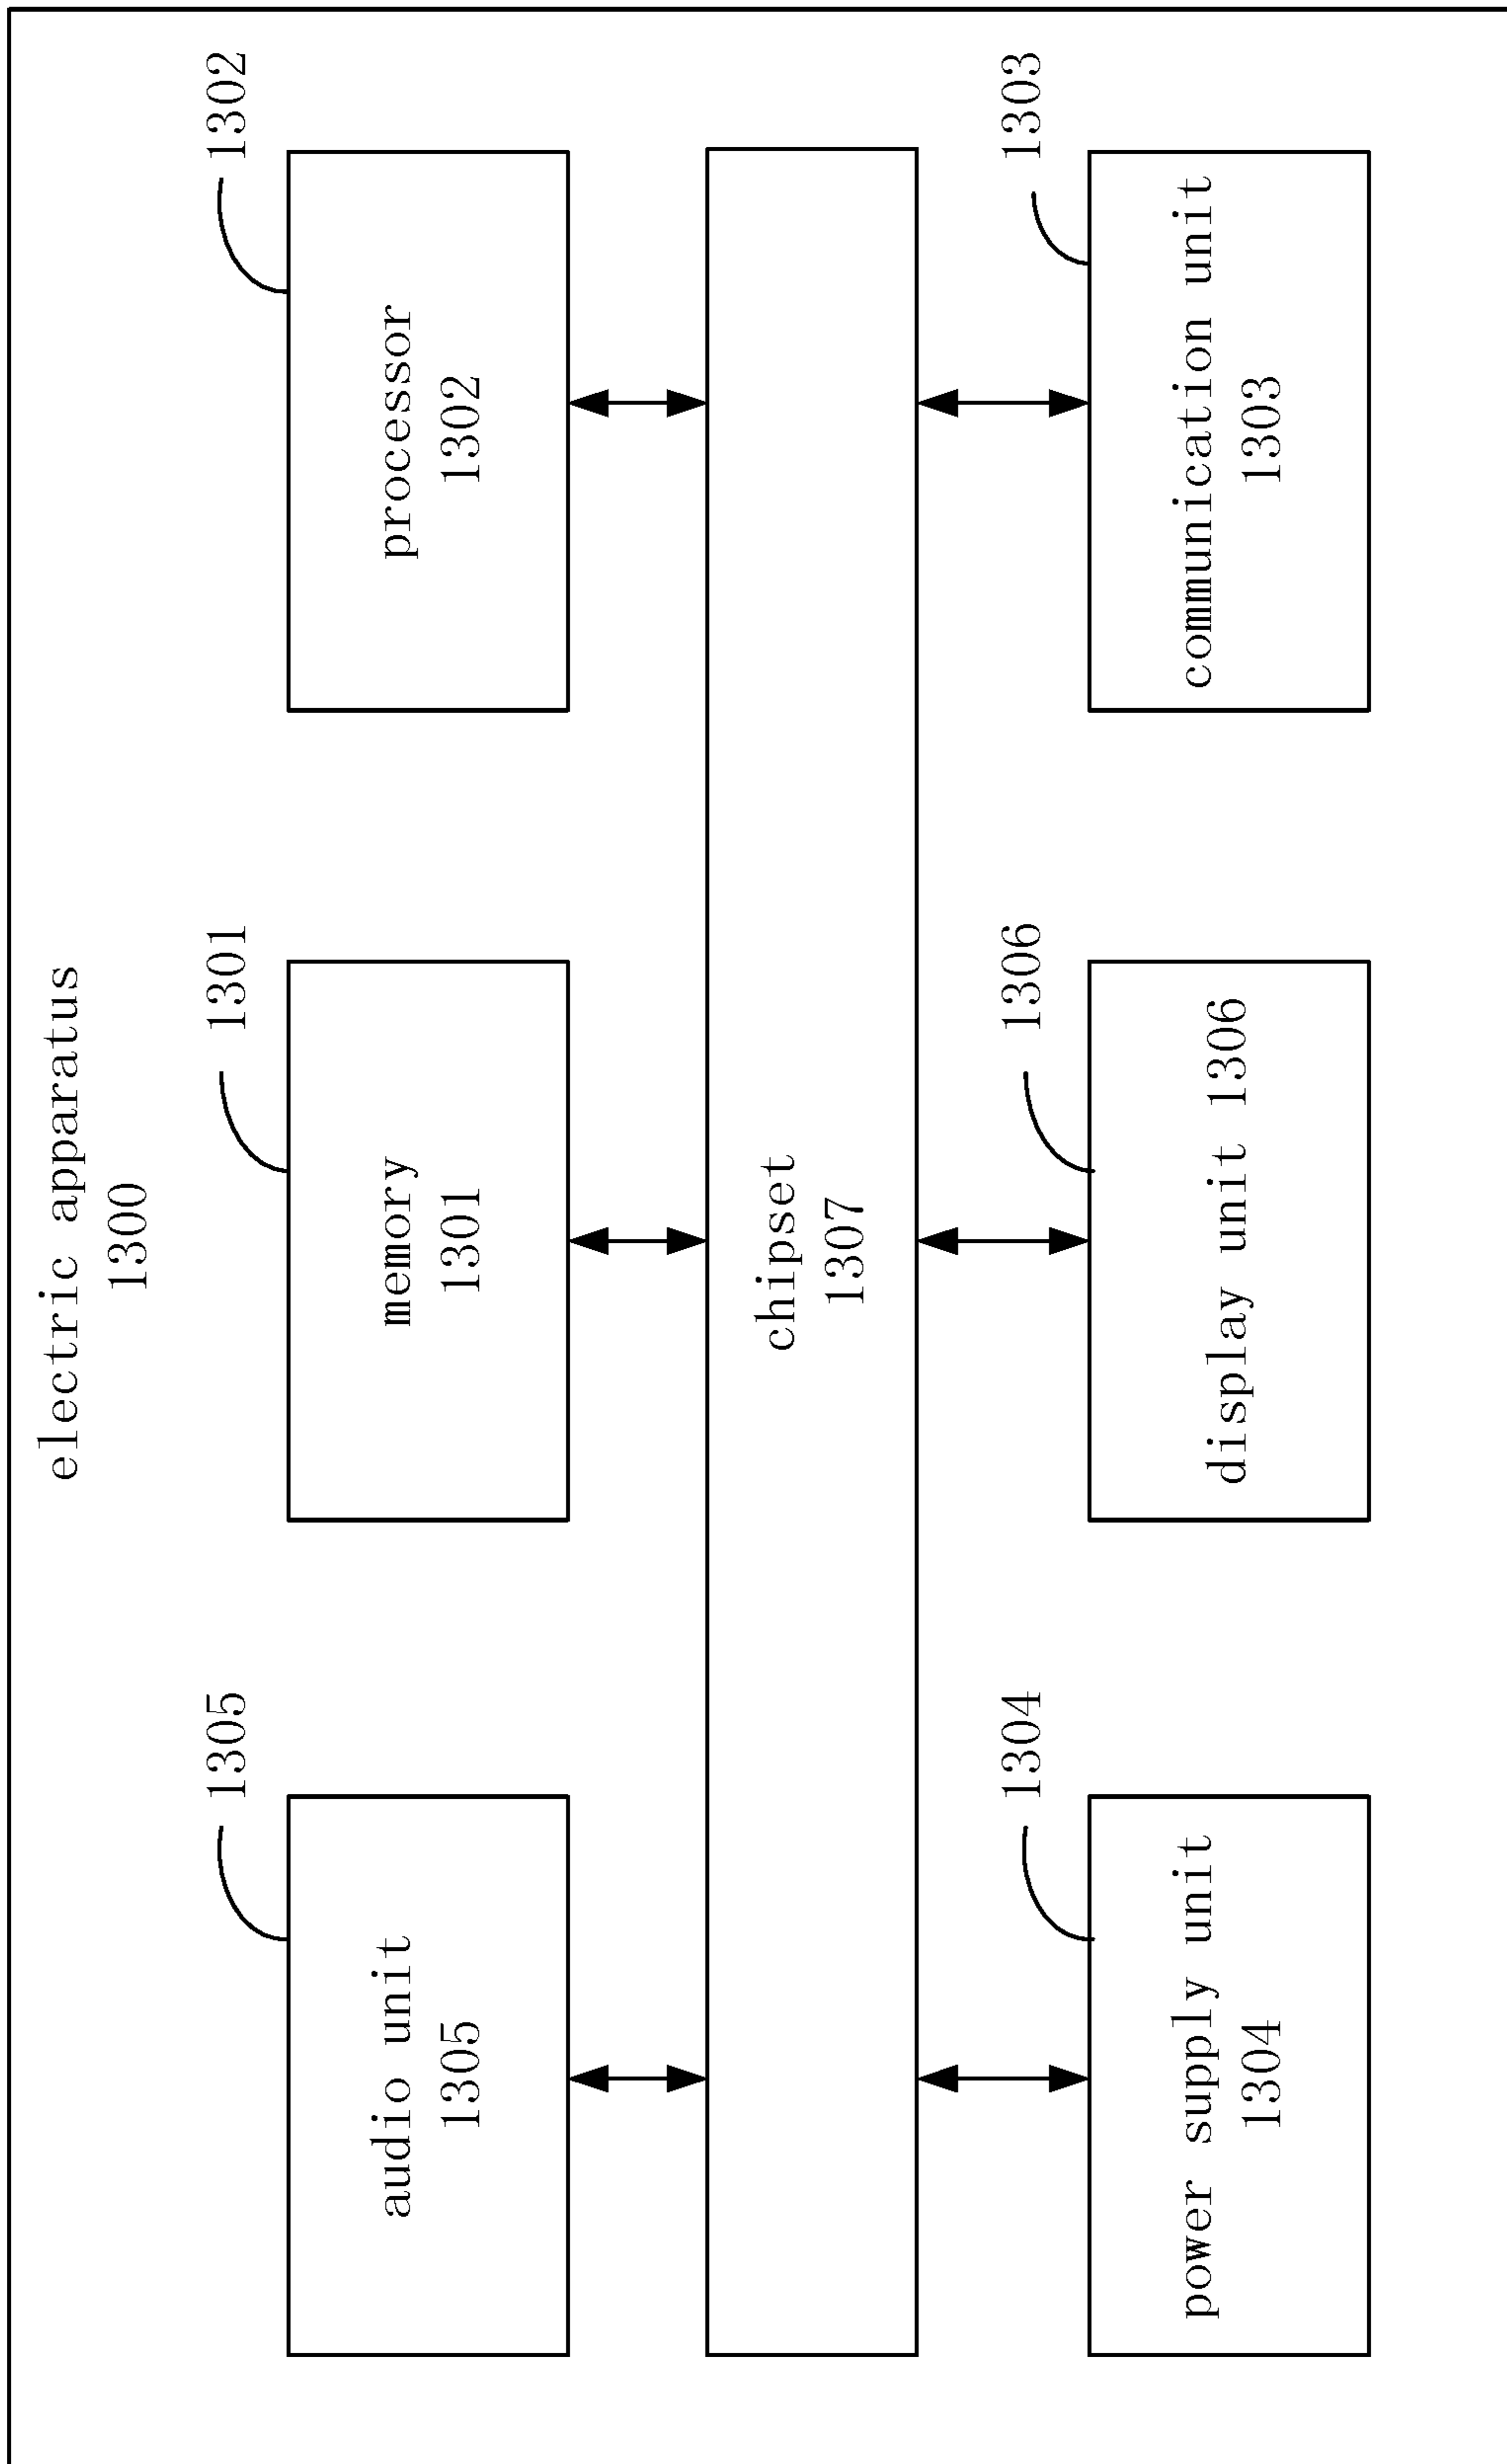 electric apparatus
1300
1305
1301
1302
audio unit
1305
memory
1301
processor
1302
chipset
1307
1304
1306
1303
power supply unit
1304
display unit 1306
communication unit
1303